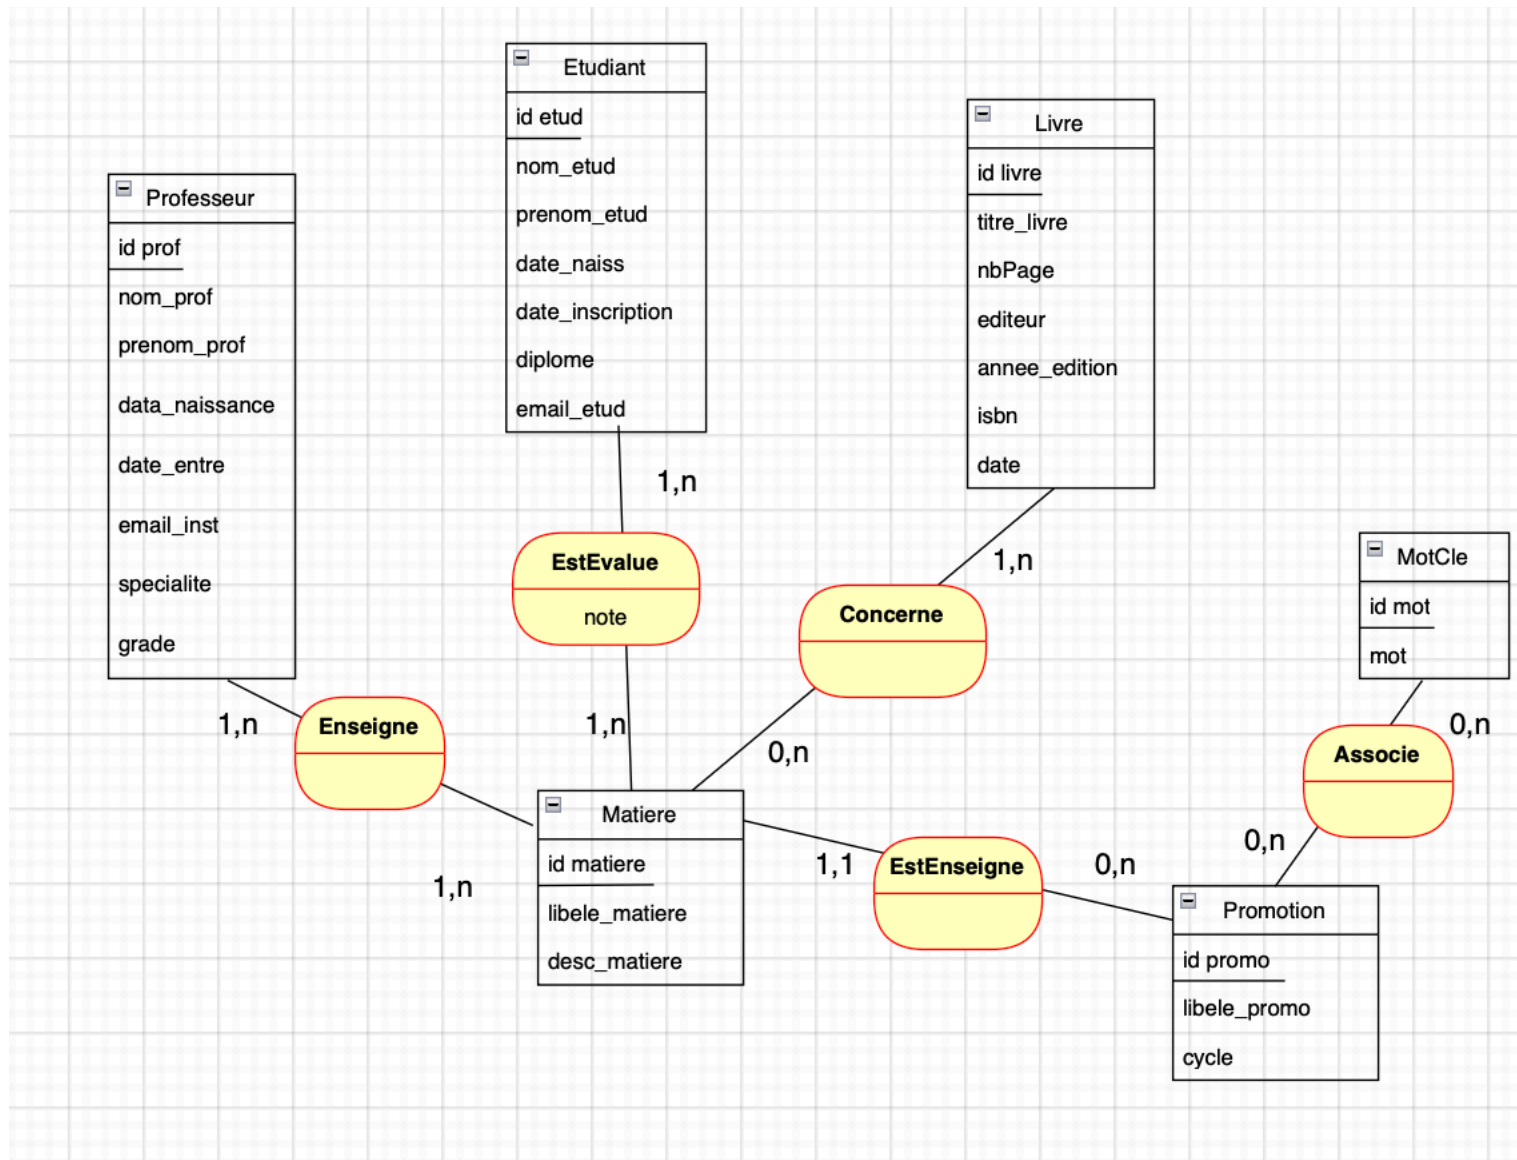 Etudiant
id etud
nom_etud
prenom_etud
date_naiss
date_inscription
diplome
email_etud
Livre
id livre
titre_livre
nbPage
editeur
annee_edition
isbn
date
Professeur
id prof
nom_prof
prenom_prof
data_naissance
date_entre
email_inst
specialite
grade
1,n
EstEvalue
note
1,n
1,n
Concerne
0,n
MotCle
id mot
mot
1,n
Enseigne
1,n
0,n
Associe
0,n
Matiere
id matiere
libele_matiere
desc_matiere
1,1
EstEnseigne
0,n
Promotion
id promo
libele_promo
cycle